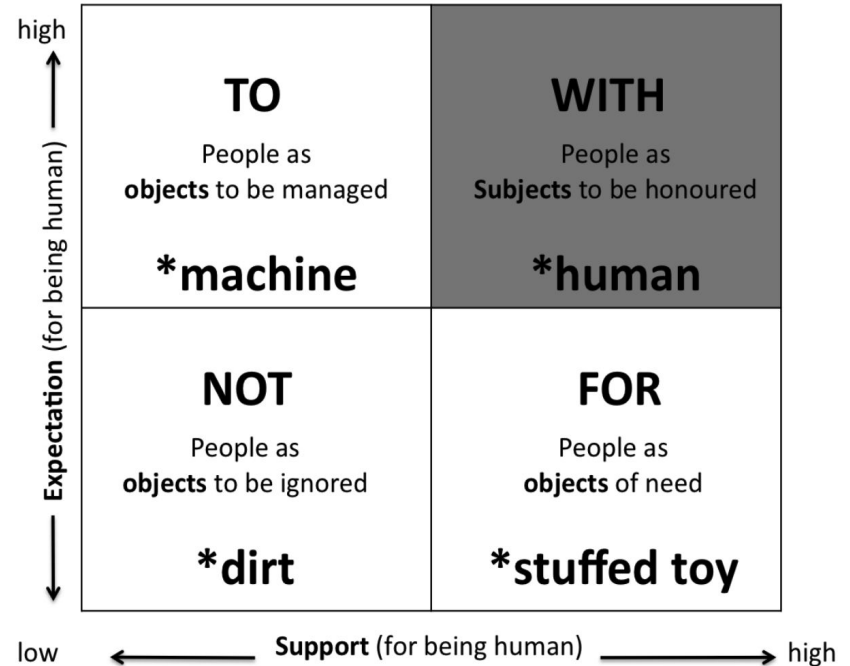 high
TO
People as
objects to be managed
*machine
WITH
People as
Subjects to be honoured
*human
Expectation (for being human)
NOT
People as
objects to be ignored
*dirt
FOR
People as
objects of need
*stuffed toy
low
Support (for being human)
high